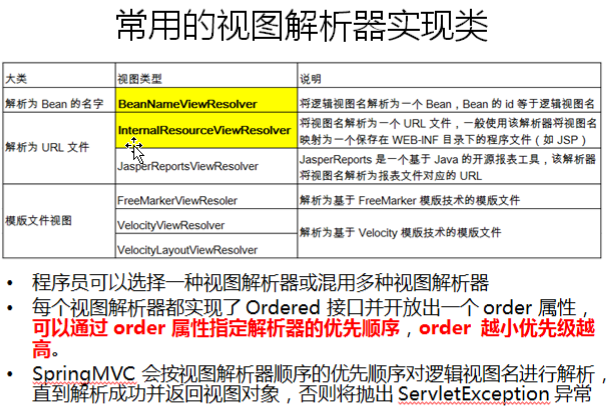 常用的视图解析器实现类
大类 视图类型 说明
解析为 Bean 的名字 BeanNameViewResolver 将逻辑视图名解析为一个 Bean，Bean 的 id 等于逻辑视图名
解析为 URL 文件
InternalResourceViewResolver
将视图名解析为一个 URL 文件，一般使用该解析器将视图名
映射为一个保存在 WEB-INF 目录下的程序文件（如 JSP）
JasperReportsViewResolver
JasperReports 是一个基于 Java 的开源报表工具，该解析器
将视图名解析为报表文件对应的 URL
模版文件视图
FreeMarkerViewResoler 解析为基于 FreeMarker 模版技术的模版文件
VelocityViewResolver
VelocityLayoutViewResolver
解析为基于 Velocity 模版技术的模版文件
• 程序员可以选择一种视图解析器或混用多种视图解析器
• 每个视图解析器都实现了 Ordered 接口并开放出一个 order 属性，
可以通过 order 属性指定解析器的优先顺序，order 越小优先级越
高。
• SpringMVC 会按视图解析器顺序的优先顺序对逻辑视图名进行解析，
直到解析成功并返回视图对象，否则将抛出 ServletException 异常